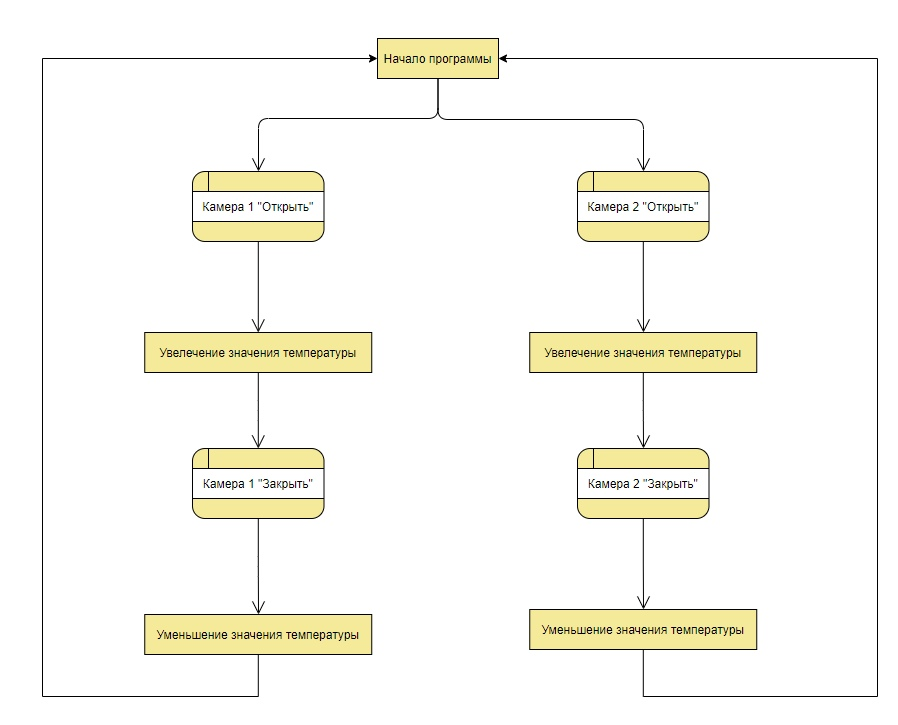 Начало программы
Камера 1 "Открыть"
Камера 2 "Открыть"
Увелечение значения температуры
Увелечение значения температуры
Камера 1 "Закрыть"
Камера 2 "Закрыть"
Уменьшение значения температуры
Уменьшение значения температуры